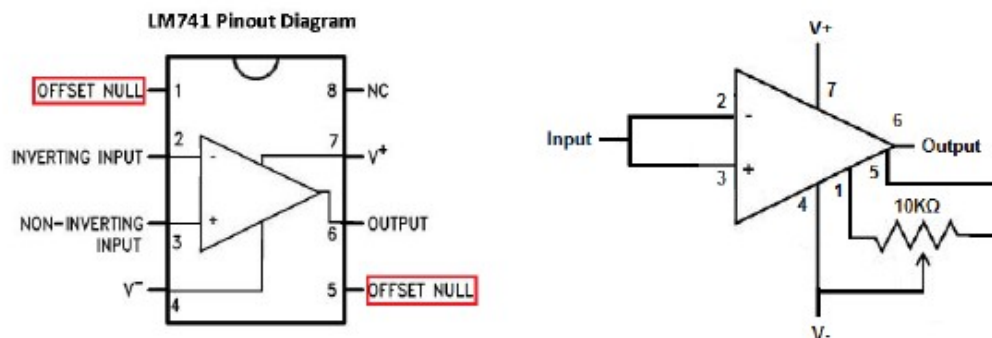 LM741 Pinout Diagram
OFFSET NULL
1
8
NC
2
INVERTING INPUT
-
7
V+
NON-INVERTING
INPUT
3
+
6
OUTPUT
V-
4
5
OFFSET NULL
V+
7
2
-
6
Input
Output
3
+
5
4
1
10KΩ
V-